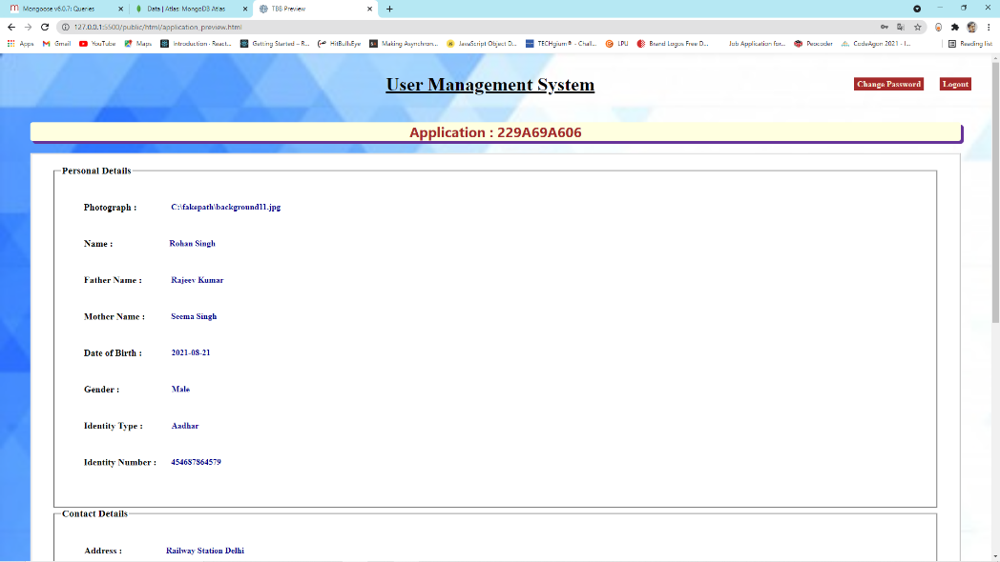 Mongoose v6.0.7: Queries
Data | Atlas: MongoDB Atlas
TBB Preview
127.0.0.1:5500/public/html/application_preview.html
Apps
Gmail
YouTube
Maps
Introduction - React...
Getting Started – R...
HitBullsEye
Making Asynchron...
JavaScript Object D...
TECHgium® - Chall...
LPU
Brand Logos Free D...
Job Application for...
Peocoder
CodeAgon 2021 - I...
Reading list
User Management System
Change Password
Logout
Application : 229A69A606
Personal Details
Photograph : C:\fakepath\background11.jpg
Name : Rohan Singh
Father Name : Rajeev Kumar
Mother Name : Seema Singh
Date of Birth : 2021-08-21
Gender : Male
Identity Type : Aadhar
Identity Number : 454687864579
Contact Details
Address : Railway Station Delhi